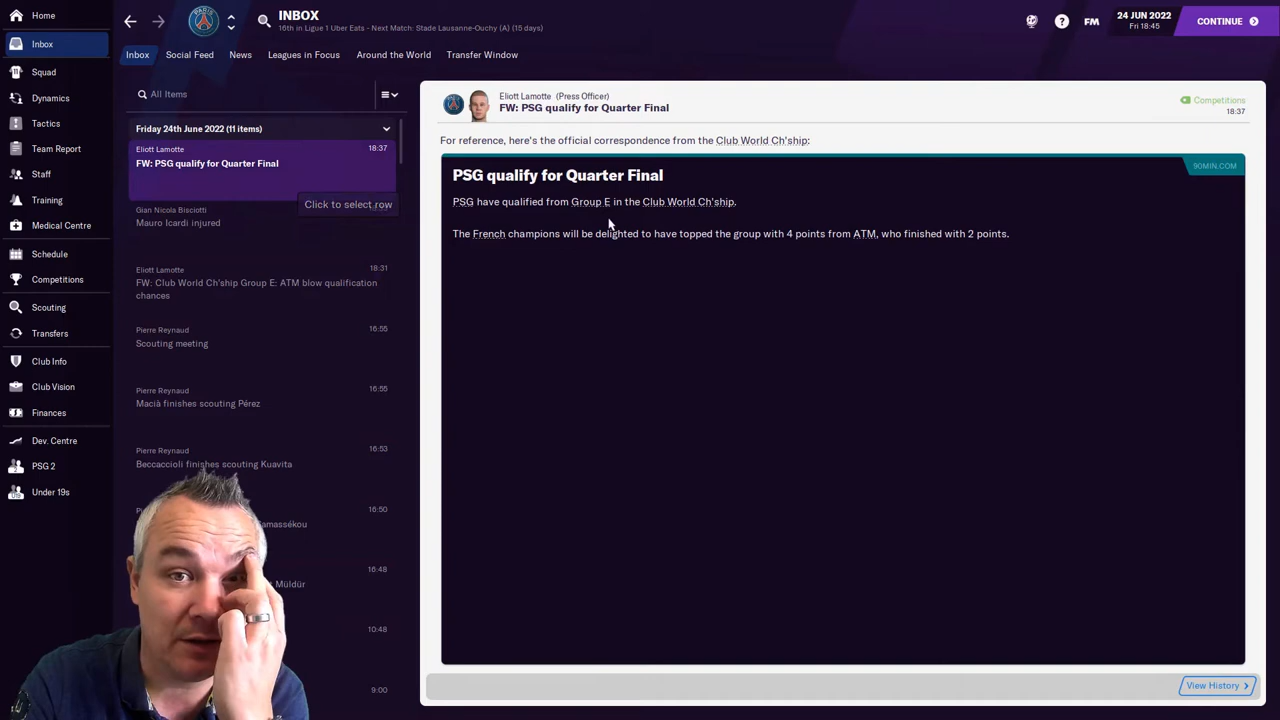 Home
Inbox
Squad
Dynamics
Tactics
Team Report
Staff
Training
Medical Centre
Schedule
Competitions
Scouting
Transfers
Club Info
Club Vision
Finances
Dev. Centre
PSG 2
Under 19s
INBOX
16th in Ligue 1 Uber Eats - Next Match: Stade Lausanne-Ouchy (A) (15 days)
FM
24 JUN 2022
Fri 18:45
CONTINUE
Inbox Social Feed News Leagues in Focus Around the World Transfer Window
All Items
Friday 24th June 2022 (11 items)
Eliott Lamotte 18:37
FW: PSG qualify for Quarter Final
Click to select row
Gian Nicola Bisciotti
Mauro Icardi injured
Eliott Lamotte 18:31
FW: Club World Ch'ship Group E: ATM blow qualification
chances
Pierre Reynaud 16:55
Scouting meeting
Pierre Reynaud 16:55
Macià finishes scouting Pérez
Pierre Reynaud 16:53
Beccaccioli finishes scouting Kuavita
16:50
16:48
Müldür
10:48
9:00
Eliott Lamotte (Press Officer)
FW: PSG qualify for Quarter Final
Competitions
18:37
For reference, here's the official correspondence from the Club World Ch'ship:
90MIN.COM
PSG qualify for Quarter Final
PSG have qualified from Group E in the Club World Ch'ship.
The French champions will be delighted to have topped the group with 4 points from ATM, who finished with 2 points.
View History